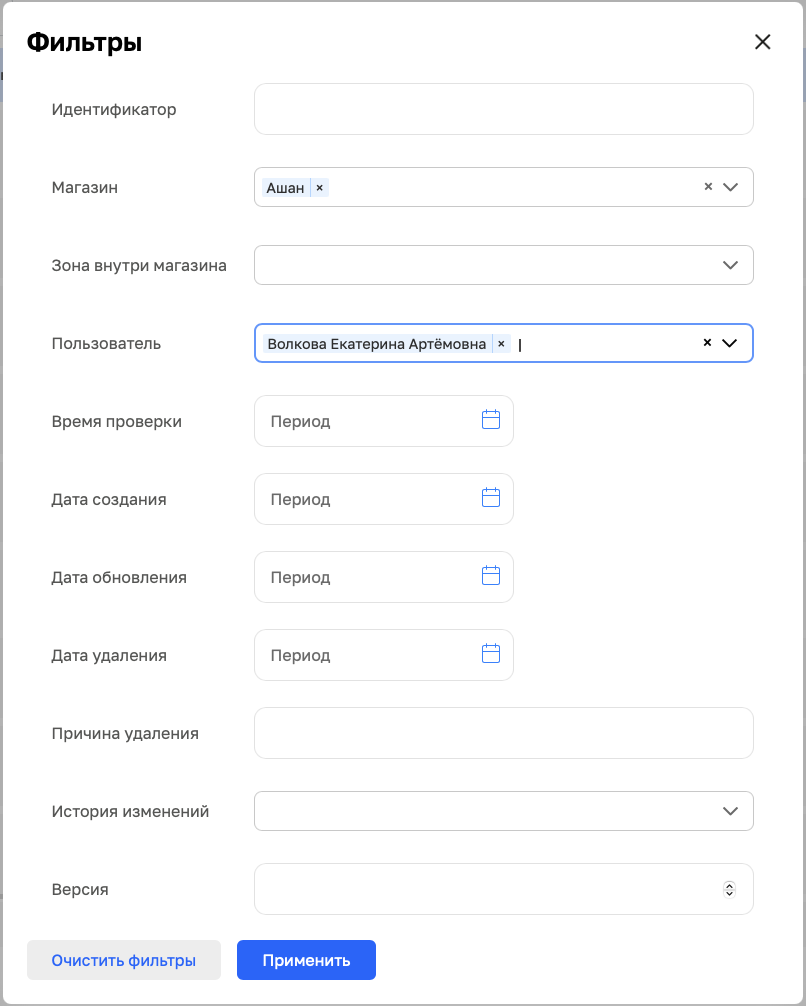 Фильтры
Идентификатор
Магазин
Ашан ×
Зона внутри магазина
Пользователь
Волкова Екатерина Артёмовна ×
Время проверки
Период
Дата создания
Период
Дата обновления
Период
Дата удаления
Период
Причина удаления
История изменений
Версия
Очистить фильтры
Применить